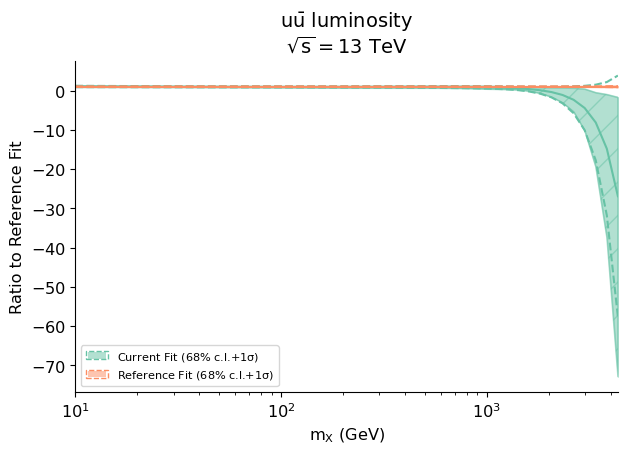 uū luminosity
√s = 13 TeV
Ratio to Reference Fit
0
−10
−20
−30
−40
−50
−60
−70
Current Fit (68% c.l.+1σ)
Reference Fit (68% c.l.+1σ)
10¹ 10² 10³
m_X (GeV)